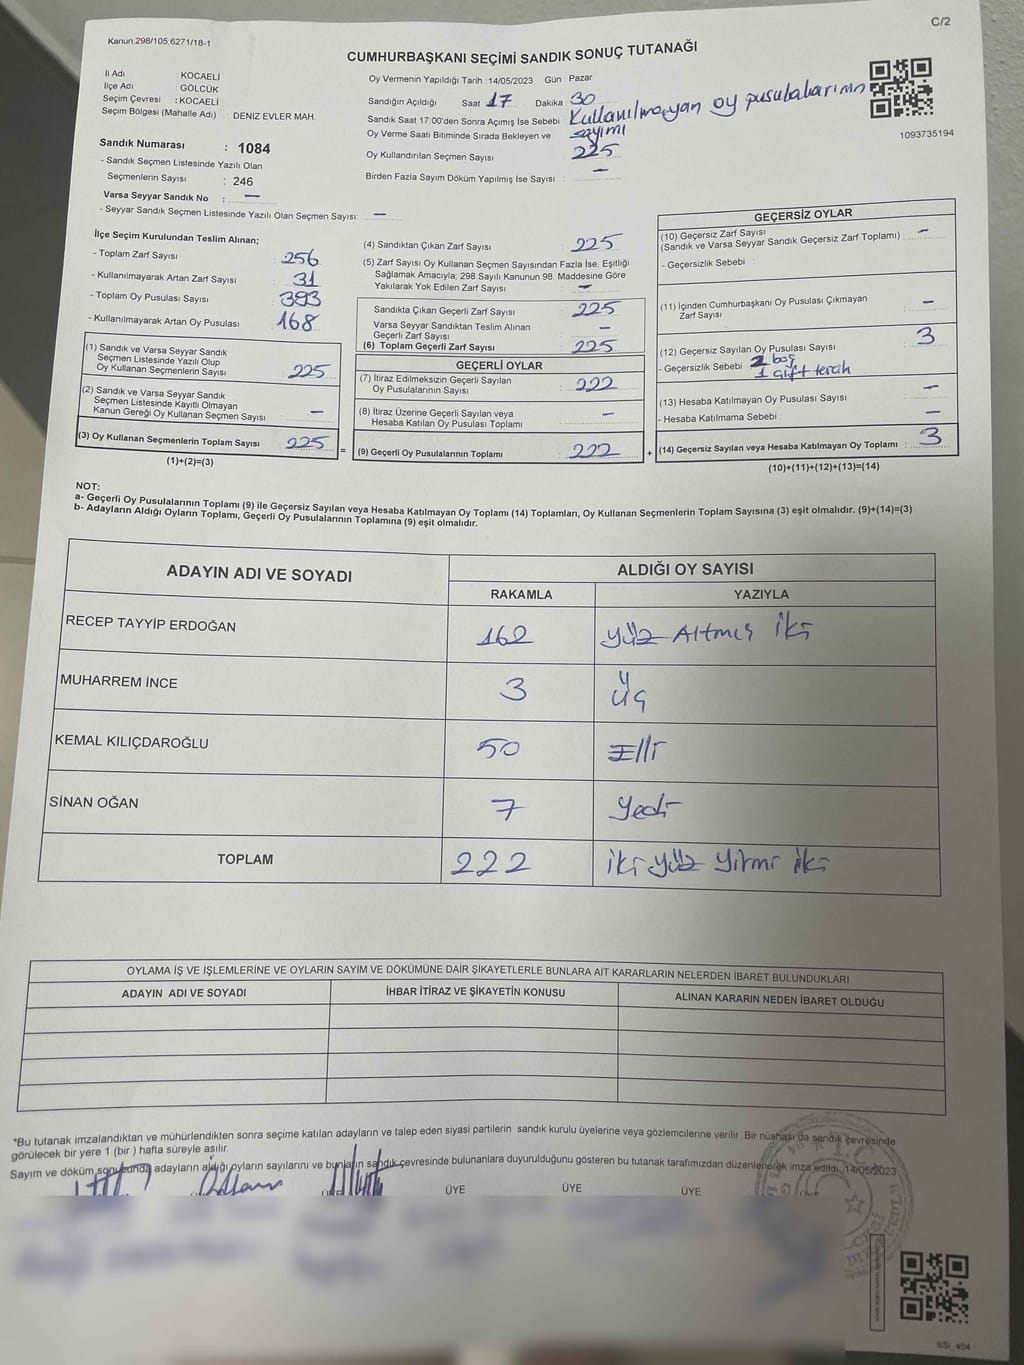 C/2
Kanun 298/105,6271/18-1
CUMHURBAŞKANI SEÇİMİ SANDIK SONUÇ TUTANAĞI
1093735194
İl Adı : KOCAELİ
İlçe Adı : GÖLCÜK
Seçim Çevresi : KOCAELİ
Seçim Bölgesi (Mahalle Adı) : DENIZ EVLER MAH.
Sandık Numarası : 1084
- Sandık Seçmen Listesinde Yazılı Olan
Seçmenlerin Sayısı : 246
Varsa Seyyar Sandık No : —
- Seyyar Sandık Seçmen Listesinde Yazılı Olan Seçmen Sayısı: —
Oy Vermenin Yapıldığı Tarih :14/05/2023 Gün Pazar
Sandığın Açıldığı Saat 17 Dakika 30
Sandık Saat 17:00'den Sonra Açımış İse Sebebi Kullanılmayan oy pusulalarının
sayımı
Oy Verme Saati Bitiminde Sırada Bekleyen ve
Oy Kullandırılan Seçmen Sayısı : 225
Birden Fazla Sayım Döküm Yapılmış İse Sayısı : —
İlçe Seçim Kurulundan Teslim Alınan;
- Toplam Zarf Sayısı : 256
- Kullanılmayarak Artan Zarf Sayısı : 31
- Toplam Oy Pusulası Sayısı : 393
- Kullanılmayarak Artan Oy Pusulası : 168
(1) Sandık ve Varsa Seyyar Sandık
Seçmen Listesinde Yazılı Olup
Oy Kullanan Seçmenlerin Sayısı : 225
(2) Sandık ve Varsa Seyyar Sandık
Seçmen Listesinde Kayıtlı Olmayan
Kanun Gereği Oy Kullanan Seçmen Sayısı : —
(3) Oy Kullanan Seçmenlerin Toplam Sayısı : 225 =
(1)+(2)=(3)
(4) Sandıktan Çıkan Zarf Sayısı : 225
(5) Zarf Sayısı Oy Kullanan Seçmen Sayısından Fazla İse, Eşitliği
Sağlamak Amacıyla; 298 Sayılı Kanunun 98. Maddesine Göre
Yakılarak Yok Edilen Zarf Sayısı : —
Sandıkta Çıkan Geçerli Zarf Sayısı : 225
Varsa Seyyar Sandıktan Teslim Alınan
Geçerli Zarf Sayısı : —
(6) Toplam Geçerli Zarf Sayısı : 225
GEÇERLİ OYLAR
(7) İtiraz Edilmeksizin Geçerli Sayılan
Oy Pusulalarının Sayısı : 222
(8) İtiraz Üzerine Geçerli Sayılan veya
Hesaba Katılan Oy Pusulası Toplamı : —
(9) Geçerli Oy Pusulalarının Toplamı : 222 +
GEÇERSİZ OYLAR
(10) Geçersiz Zarf Sayısı
(Sandık ve Varsa Seyyar Sandık Geçersiz Zarf Toplamı) : —
- Geçersizlik Sebebi :
(11) İçinden Cumhurbaşkanı Oy Pusulası Çıkmayan
Zarf Sayısı : —
(12) Geçersiz Sayılan Oy Pusulası Sayısı : 3
- Geçersizlik Sebebi : 2 boş
1 çift tercih
(13) Hesaba Katılmayan Oy Pusulası Sayısı : —
- Hesaba Katılmama Sebebi : —
(14) Geçersiz Sayılan veya Hesaba Katılmayan Oy Toplamı : 3
(10)+(11)+(12)+(13)=(14)
NOT:
a- Geçerli Oy Pusulalarının Toplamı (9) ile Geçersiz Sayılan veya Hesaba Katılmayan Oy Toplamı (14) Toplamları, Oy Kullanan Seçmenlerin Toplam Sayısına (3) eşit olmalıdır. (9)+(14)=(3)
b- Adayların Aldığı Oyların Toplamı, Geçerli Oy Pusulalarının Toplamına (9) eşit olmalıdır.
ADAYIN ADI VE SOYADI ALDIĞI OY SAYISI
RAKAMLA YAZIYLA
RECEP TAYYİP ERDOĞAN 162 yüz Altmış iki
MUHARREM İNCE 3 üç
KEMAL KILIÇDAROĞLU 50 Elli
SİNAN OĞAN 7 yedi
TOPLAM 222 iki yüz yirmi iki
OYLAMA İŞ VE İŞLEMLERİNE VE OYLARIN SAYIM VE DÖKÜMÜNE DAİR ŞİKAYETLERLE BUNLARA AİT KARARLARIN NELERDEN İBARET BULUNDUKLARI
ADAYIN ADI VE SOYADI İHBAR İTİRAZ VE ŞİKAYETİN KONUSU ALINAN KARARIN NEDEN İBARET OLDUĞU
*Bu tutanak imzalandıktan ve mühürlendikten sonra seçime katılan adayların ve talep eden siyasi partilerin sandık kurulu üyelerine veya gözlemcilerine verilir. Bir nüshası da sandık çevresinde
görülecek bir yere 1 (bir ) hafta süreyle asılır.
Sayım ve döküm sonucunda adayların aldığı oyların sayılarını ve bunların sandık çevresinde bulunanlara duyurulduğunu gösteren bu tutanak tarafımızdan düzenlenerek imza edildi. 14/05/2023
ÜYE ÜYE ÜYE
T.C.
SSI_404